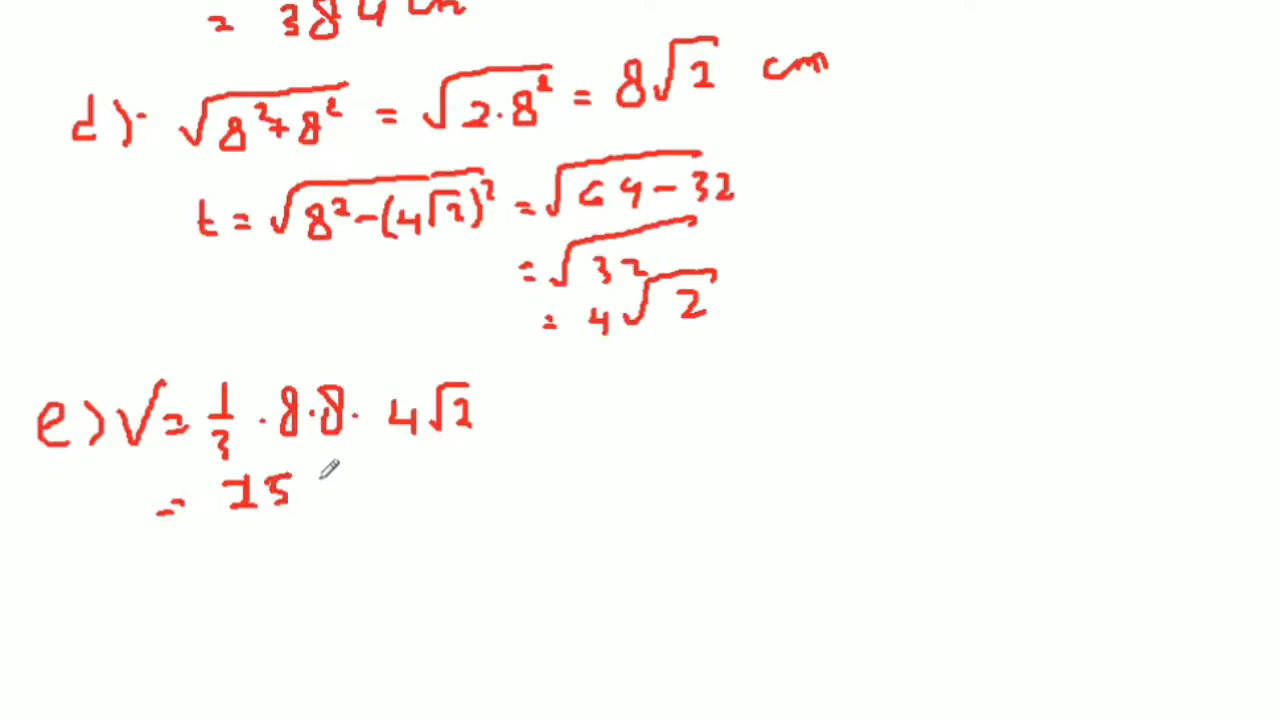 = 384 cm
d). √(8²+8²) = √(2.8²) = 8√2 cm
t = √(8²-(4√2)²) = √(64-32)
= √32
= 4√2
e) V = 1/3 . 8.8. 4√2
= 15